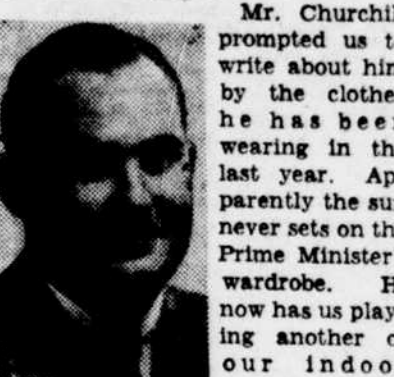 Mr. Churchil
prompted us t
write about him
by the clothe
he has bee
wearing in th
last year. Ap
parently the su
never sets on th
Prime Minister
wardrobe. H
now has us play
ing another o
our indoo